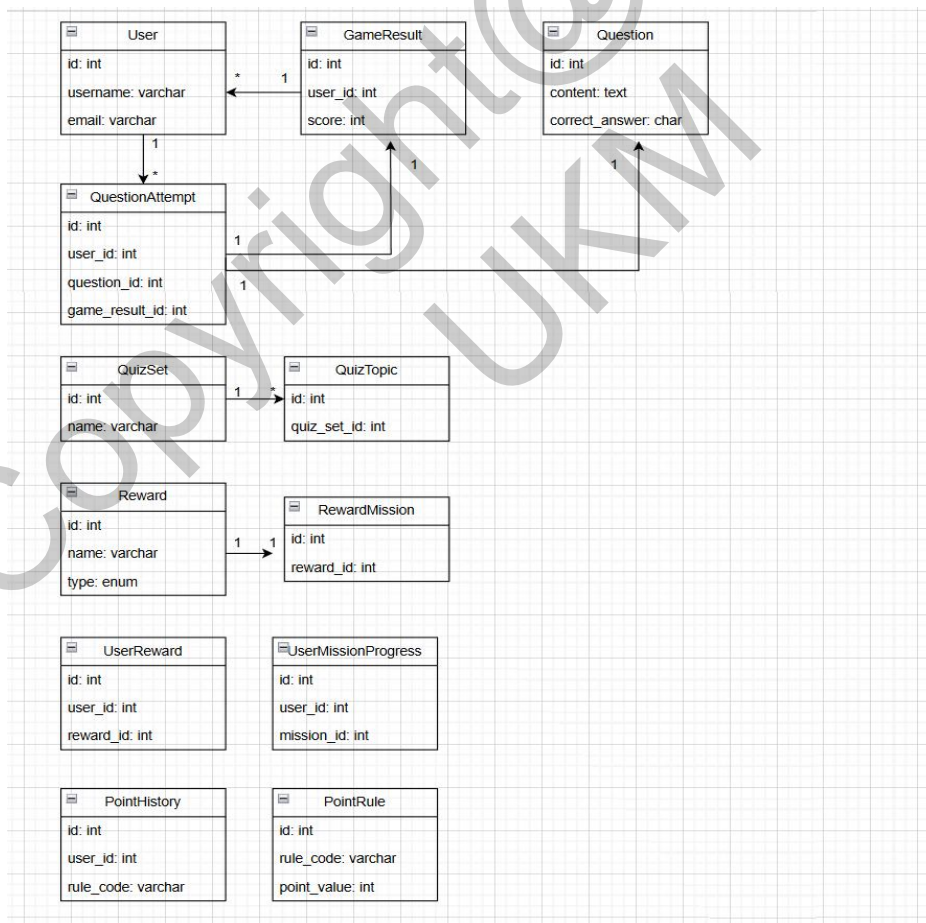 User
id: int
username: varchar
email: varchar
GameResult
id: int
user_id: int
score: int
Question
id: int
content: text
correct_answer: char
* 1
1
*
1
1
QuestionAttempt
id: int
user_id: int
question_id: int
game_result_id: int
1
1
QuizSet
id: int
name: varchar
1 *
QuizTopic
id: int
quiz_set_id: int
Reward
id: int
name: varchar
type: enum
1 1
RewardMission
id: int
reward_id: int
UserReward
id: int
user_id: int
reward_id: int
UserMissionProgress
id: int
user_id: int
mission_id: int
PointHistory
id: int
user_id: int
rule_code: varchar
PointRule
id: int
rule_code: varchar
point_value: int
Copyright@
UKM